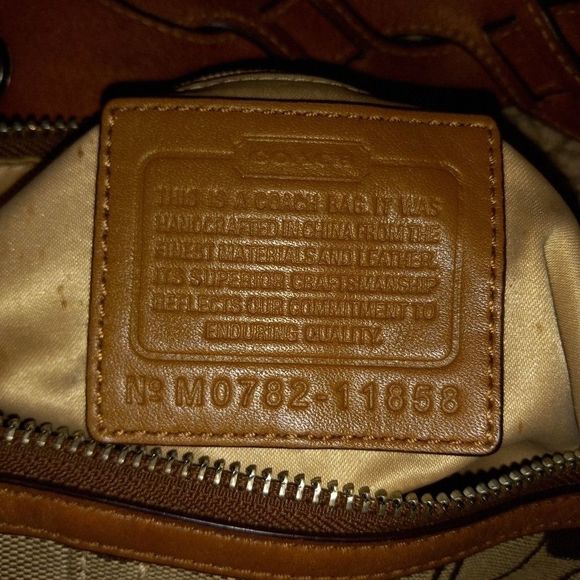 COACH
THIS IS A COACH BAG. IT WAS
HANDCRAFTED IN CHINA FROM THE
FINEST MATERIALS AND LEATHER.
ITS SUPERIOR CRAFTSMANSHIP
REFLECTS OUR COMMITMENT TO
ENDURING QUALITY.
Nº M0782-11858